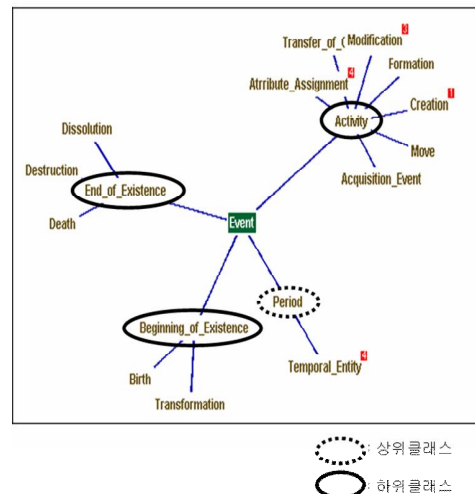 Transfer_of_( Modification 3
Formation
Atrribute_Assignment 4
Creation 1
Activity
Move
Acquisition_Event
Dissolution
Destruction
End_of_Existence
Death
Event
Period
Beginning_of_Existence
Temporal_Entity 4
Birth
Transformation
: 상위클래스
: 하위클래스